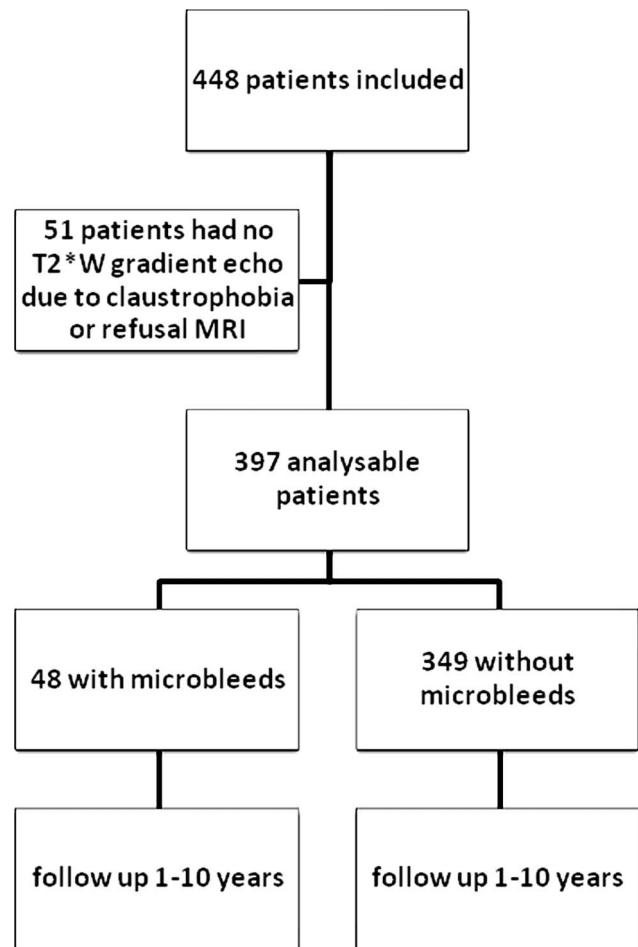 448 patients included
51 patients had no
T2*W gradient echo
due to claustrophobia
or refusal MRI
397 analysable
patients
48 with microbleeds
349 without
microbleeds
follow up 1-10 years
follow up 1-10 years